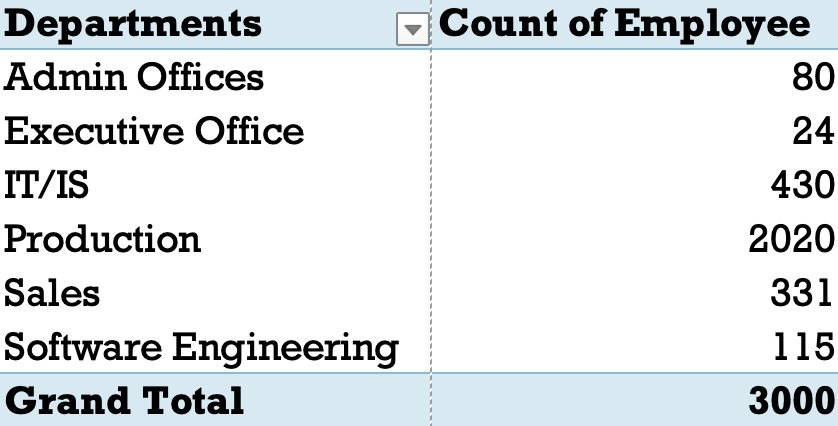 Departments Count of Employee
Admin Offices 80
Executive Office 24
IT/IS 430
Production 2020
Sales 331
Software Engineering 115
Grand Total 3000